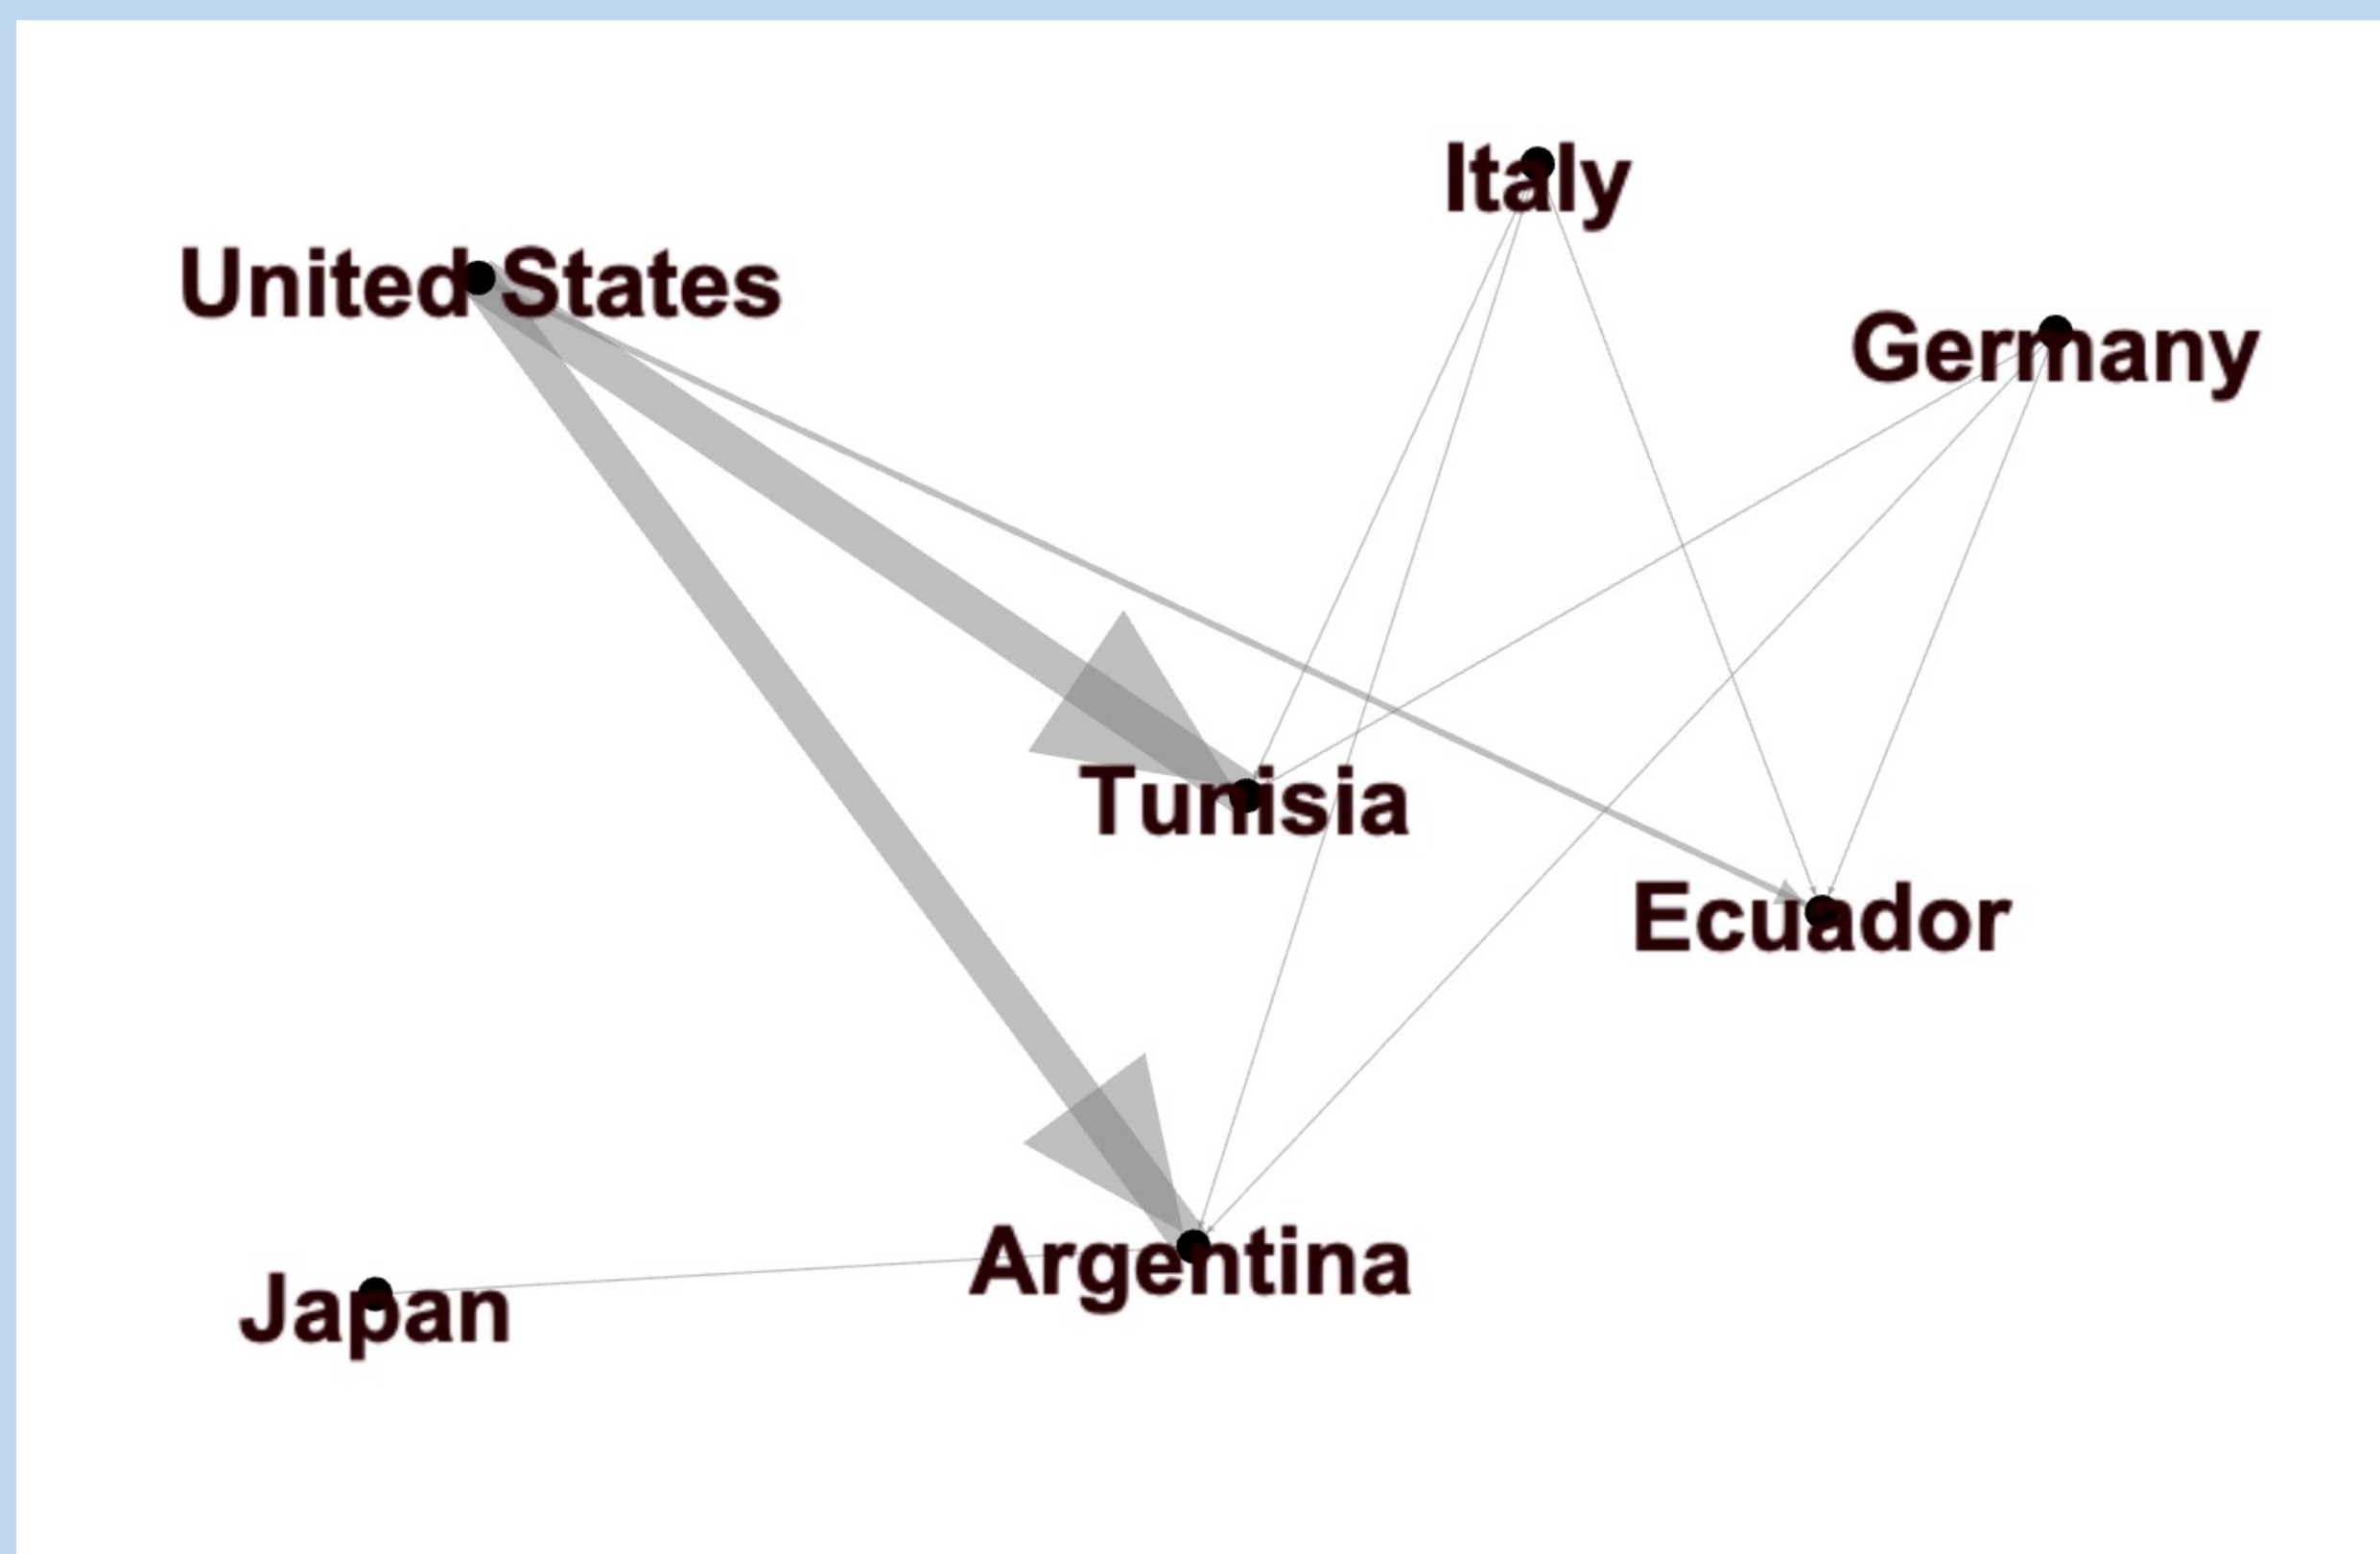 Italy
United States
Germany
Tunisia
Ecuador
Argentina
Japan